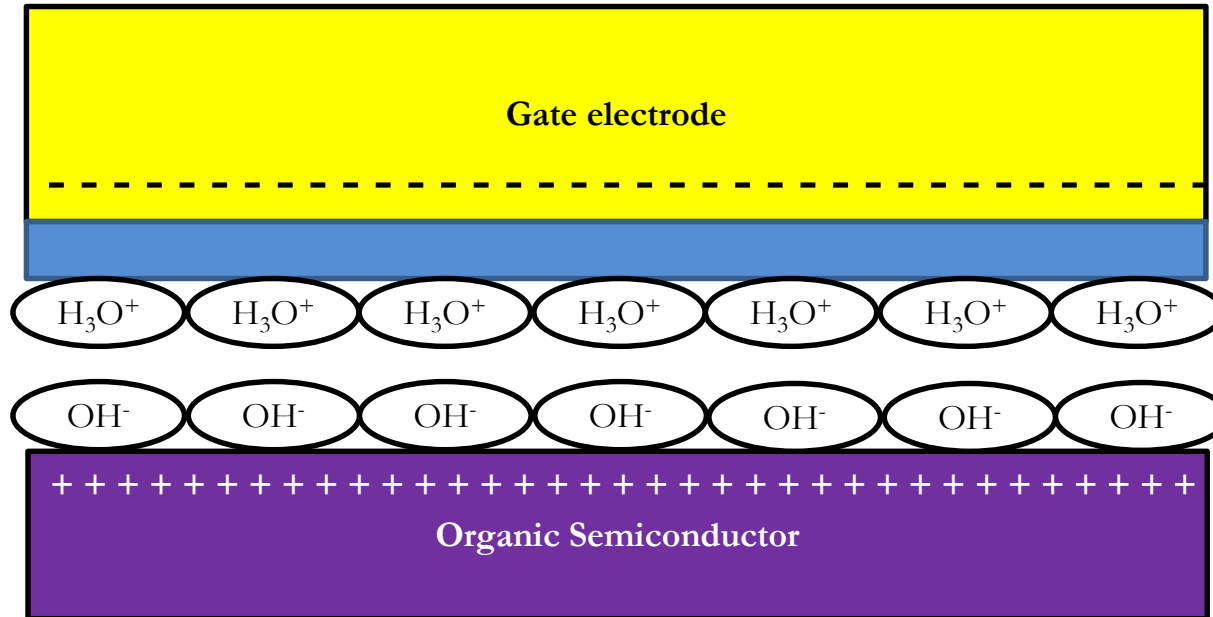 Gate electrode
H₃O⁺ H₃O⁺ H₃O⁺ H₃O⁺ H₃O⁺ H₃O⁺ H₃O⁺
OH⁻ OH⁻ OH⁻ OH⁻ OH⁻ OH⁻ OH⁻
+ + + + + + + + + + + + + + + + + + + + + + + + + + + + + + + + + + +
Organic Semiconductor